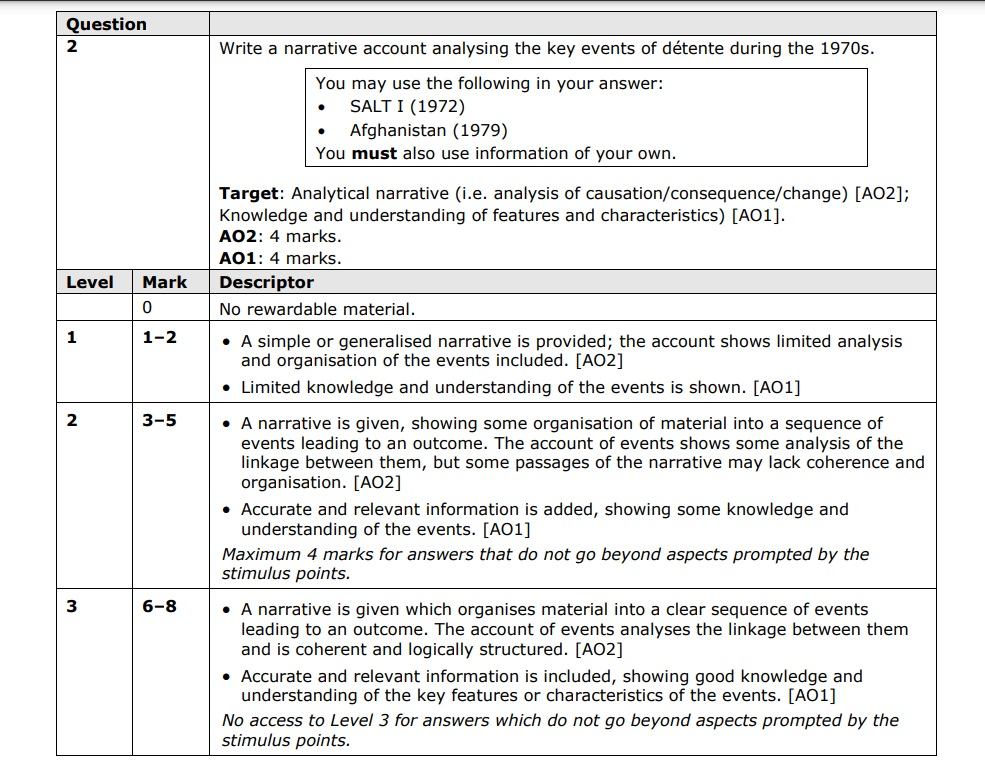 Question
2
Write a narrative account analysing the key events of détente during the 1970s.
You may use the following in your answer:
• SALT I (1972)
• Afghanistan (1979)
You must also use information of your own.
Target: Analytical narrative (i.e. analysis of causation/consequence/change) [AO2];
Knowledge and understanding of features and characteristics) [AO1].
AO2: 4 marks.
AO1: 4 marks.
Level Mark Descriptor
0 No rewardable material.
1 1–2 • A simple or generalised narrative is provided; the account shows limited analysis
and organisation of the events included. [AO2]
• Limited knowledge and understanding of the events is shown. [AO1]
2 3–5 • A narrative is given, showing some organisation of material into a sequence of
events leading to an outcome. The account of events shows some analysis of the
linkage between them, but some passages of the narrative may lack coherence and
organisation. [AO2]
• Accurate and relevant information is added, showing some knowledge and
understanding of the events. [AO1]
Maximum 4 marks for answers that do not go beyond aspects prompted by the
stimulus points.
3 6–8 • A narrative is given which organises material into a clear sequence of events
leading to an outcome. The account of events analyses the linkage between them
and is coherent and logically structured. [AO2]
• Accurate and relevant information is included, showing good knowledge and
understanding of the key features or characteristics of the events. [AO1]
No access to Level 3 for answers which do not go beyond aspects prompted by the
stimulus points.